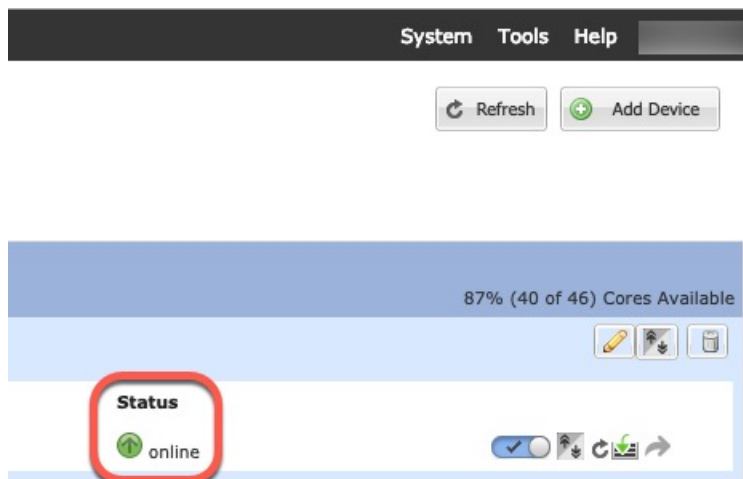 System Tools Help
Refresh Add Device
87% (40 of 46) Cores Available
Status
online